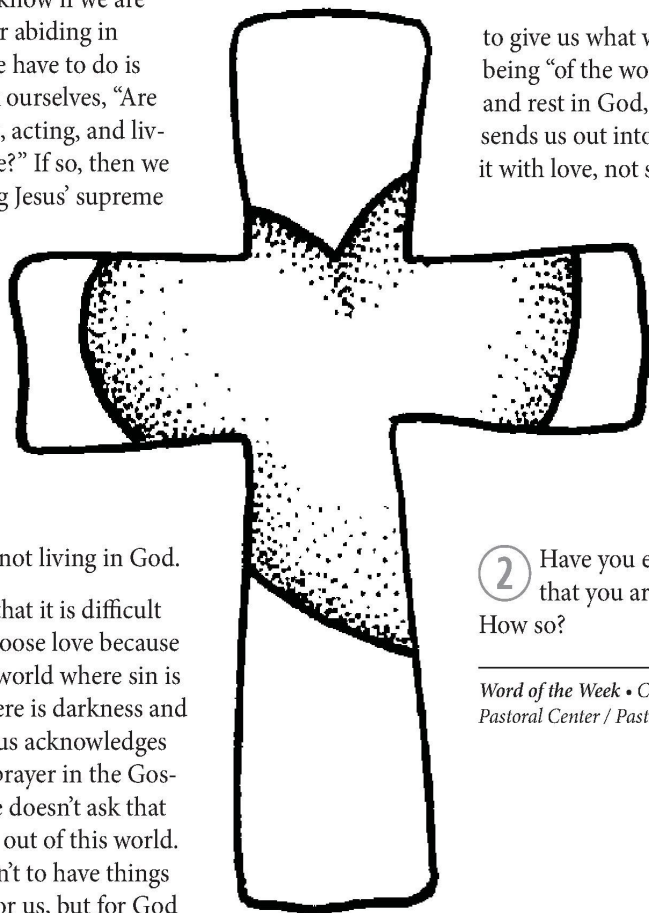 know if we are
r abiding in
e have to do is
ourselves, “Are
, acting, and liv-
e?” If so, then we
g Jesus’ supreme
not living in God.
hat it is difficult
oose love because
world where sin is
ere is darkness and
us acknowledges
prayer in the Gos-
e doesn’t ask that
out of this world.
n’t to have things
or us, but for God
to give us what w
being “of the wo
and rest in God,
sends us out into
it with love, not s
2 Have you e
that you ar
How so?
Word of the Week • C
Pastoral Center / Past